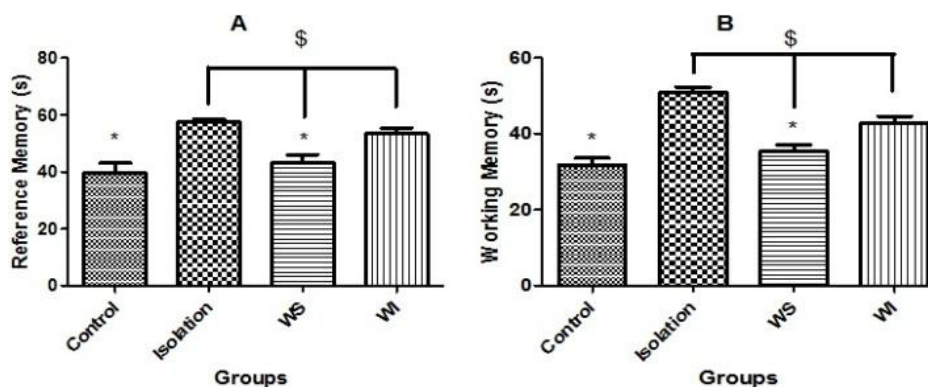 A
$
Reference Memory (s)
80
60
40
20
0
*
*
Control
Isolation
WS
WI
Groups
B
$
Working Memory (s)
60
40
20
0
*
*
Control
Isolation
WS
WI
Groups